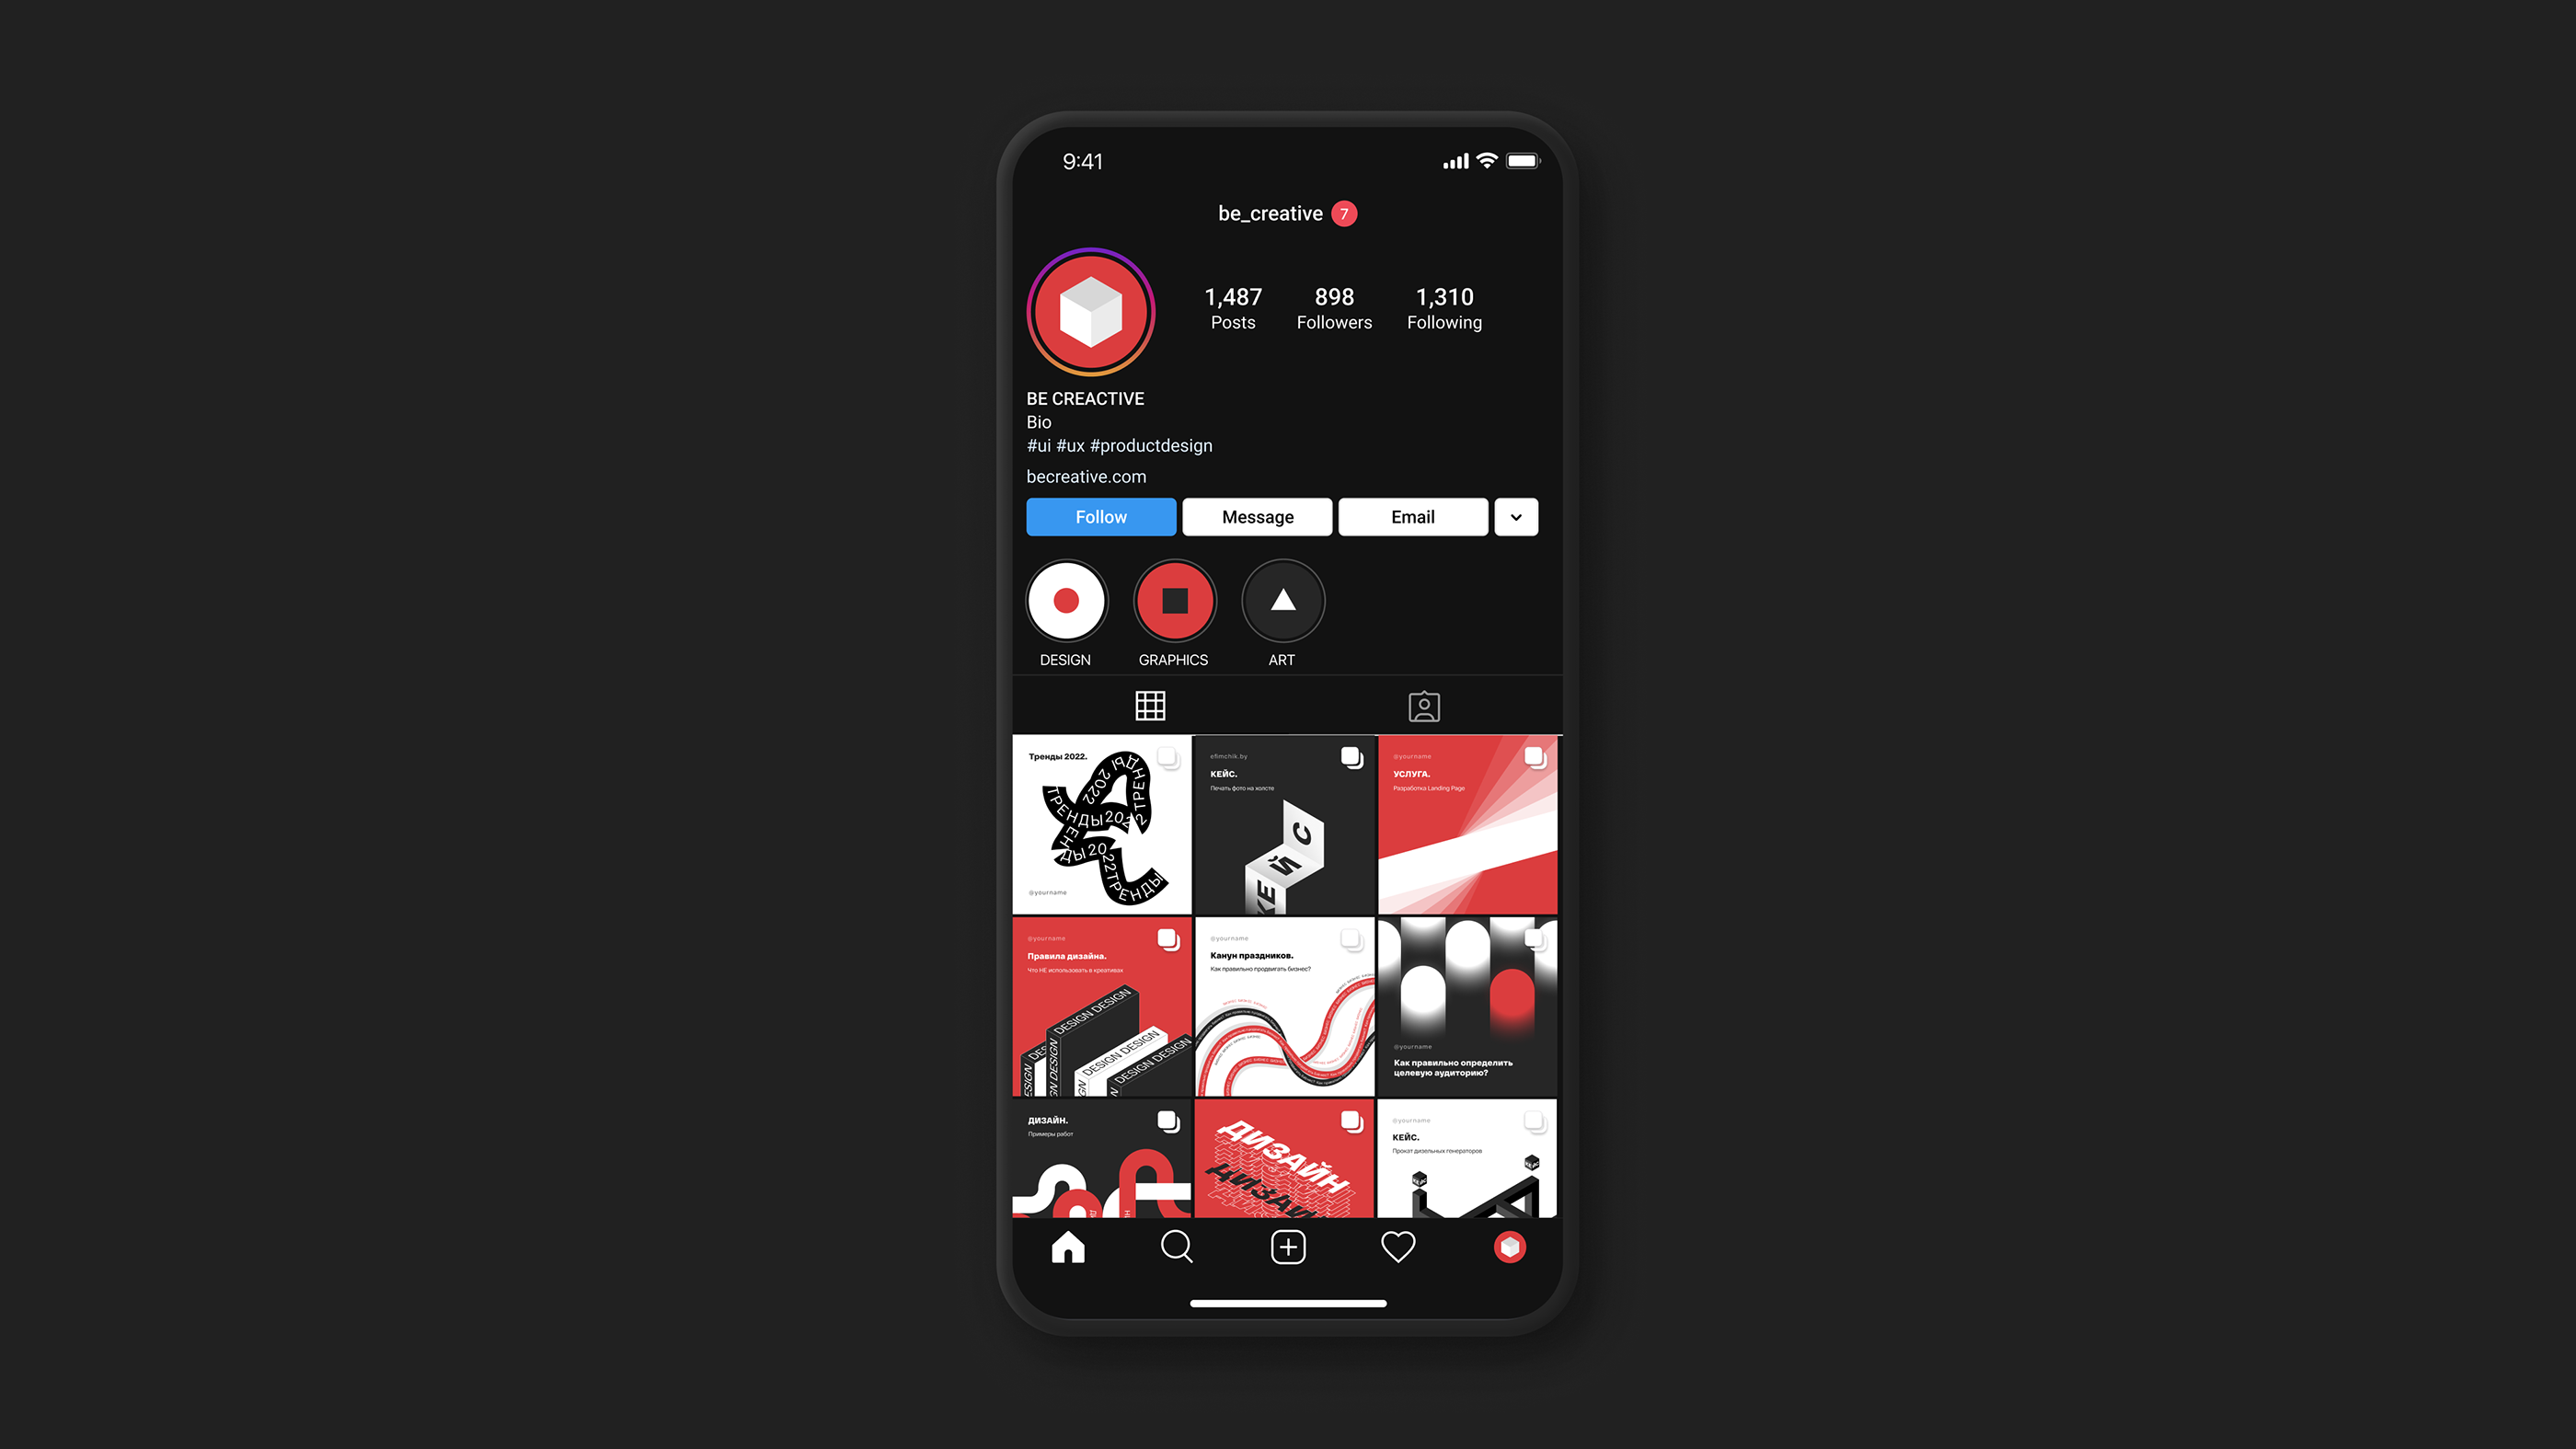 9:41
be_creative 7
1,487 898 1,310
Posts Followers Following
BE CREACTIVE
Bio
#ui #ux #productdesign
becreative.com
Follow Message Email
DESIGN GRAPHICS ART
Тренды 2022.
ТРЕНДЫ 2022 ТРЕНДЫ 2022
ТРЕНДЫ 2022 ТРЕНДЫ
@yourname
efimchik.by
КЕЙС.
Печать фото на холсте
КЕЙС
@yourname
УСЛУГА.
Разработка Landing Page
@yourname
Правила дизайна.
Что НЕ использовать в креативах
DESIGN DESIGN
DESIGN DESIGN
DESIGN DESIGN
@yourname
Канун праздников.
Как правильно продвигать бизнес?
@yourname
Как правильно определить
целевую аудиторию?
ДИЗАЙН.
Примеры работ
ДИЗАЙН
ДИЗАЙ
@yourname
КЕЙС.
Прокат дизельных генераторов